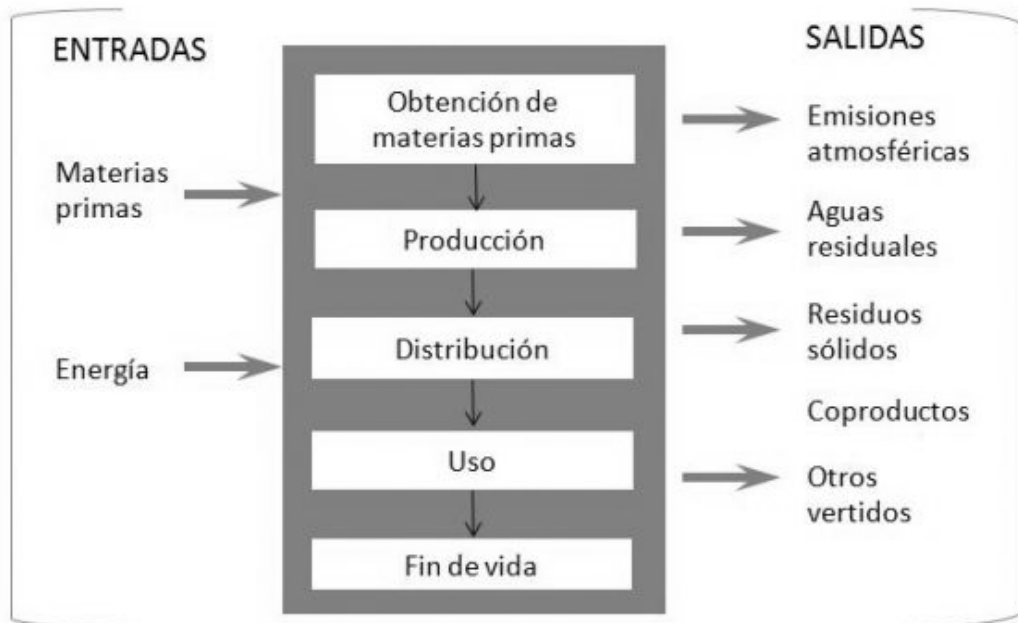 ENTRADAS
Materias
primas
Energía
Obtención de
materias primas
Producción
Distribución
Uso
Fin de vida
SALIDAS
Emisiones
atmosféricas
Aguas
residuales
Residuos
sólidos
Coproductos
Otros
vertidos